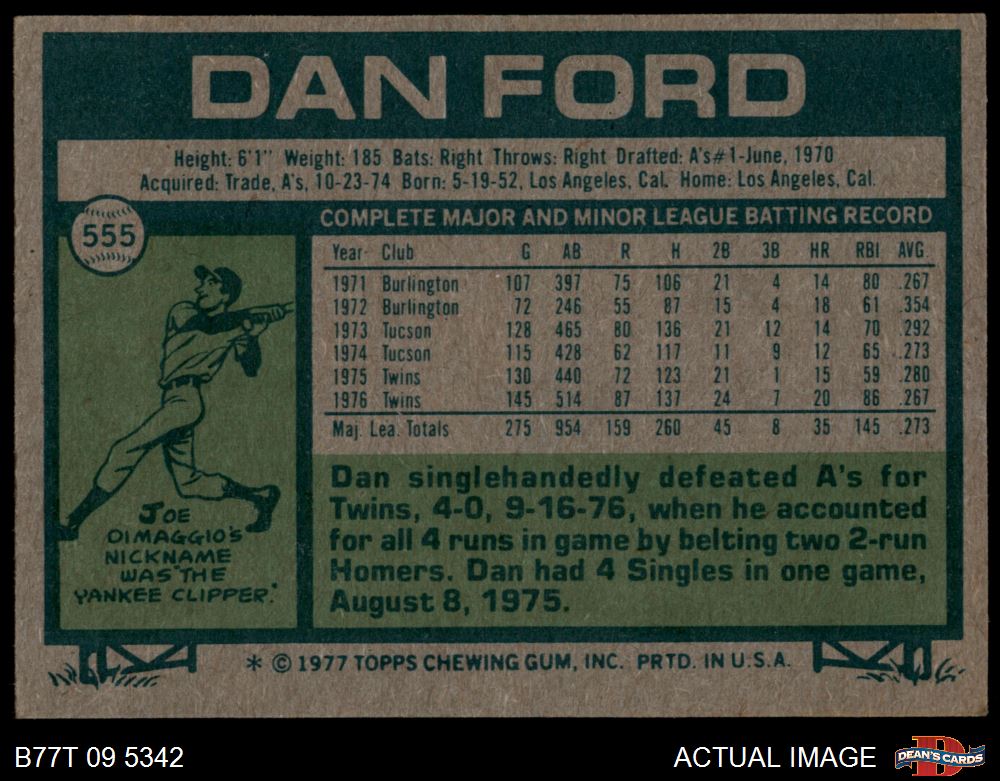 DAN FORD
Height: 6'1" Weight: 185 Bats: Right Throws: Right Drafted: A's#1-June, 1970
Acquired: Trade, A's, 10-23-74 Born: 5-19-52, Los Angeles, Cal. Home: Los Angeles, Cal.
555
COMPLETE MAJOR AND MINOR LEAGUE BATTING RECORD
Year Club G AB R H 2B 3B HR RBI AVG.
1971 Burlington 107 397 75 106 21 4 14 80 .267
1972 Burlington 72 246 55 87 15 4 18 61 .354
1973 Tucson 128 465 80 136 21 12 14 70 .292
1974 Tucson 115 428 62 117 11 9 12 65 .273
1975 Twins 130 440 72 123 21 1 15 59 .280
1976 Twins 145 514 87 137 24 7 20 86 .267
Maj. Lea. Totals 275 954 159 260 45 8 35 145 .273
JOE
DIMAGGIO'S
NICKNAME
WAS "THE
YANKEE CLIPPER."
Dan singlehandedly defeated A's for
Twins, 4-0, 9-16-76, when he accounted
for all 4 runs in game by belting two 2-run
Homers. Dan had 4 Singles in one game,
August 8, 1975.
* © 1977 TOPPS CHEWING GUM, INC. PRTD. IN U.S.A.
B77T 09 5342
ACTUAL IMAGE
D
DEAN'S CARDS